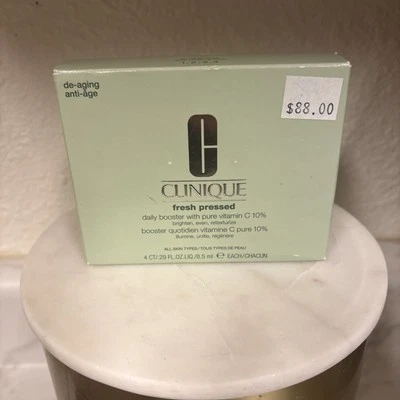 de-aging
anti-âge
$88.00
C
CLINIQUE
fresh pressed
daily booster with pure vitamin C 10%
brighten, even, retexturize
booster quotidien vitamine C pure 10%
illumine, unifie, régénère
ALL SKIN TYPES/TOUS TYPES DE PEAU
4 CT/.29 FL.OZ.LIQ./8.5 ml ℮ EACH/CHACUN